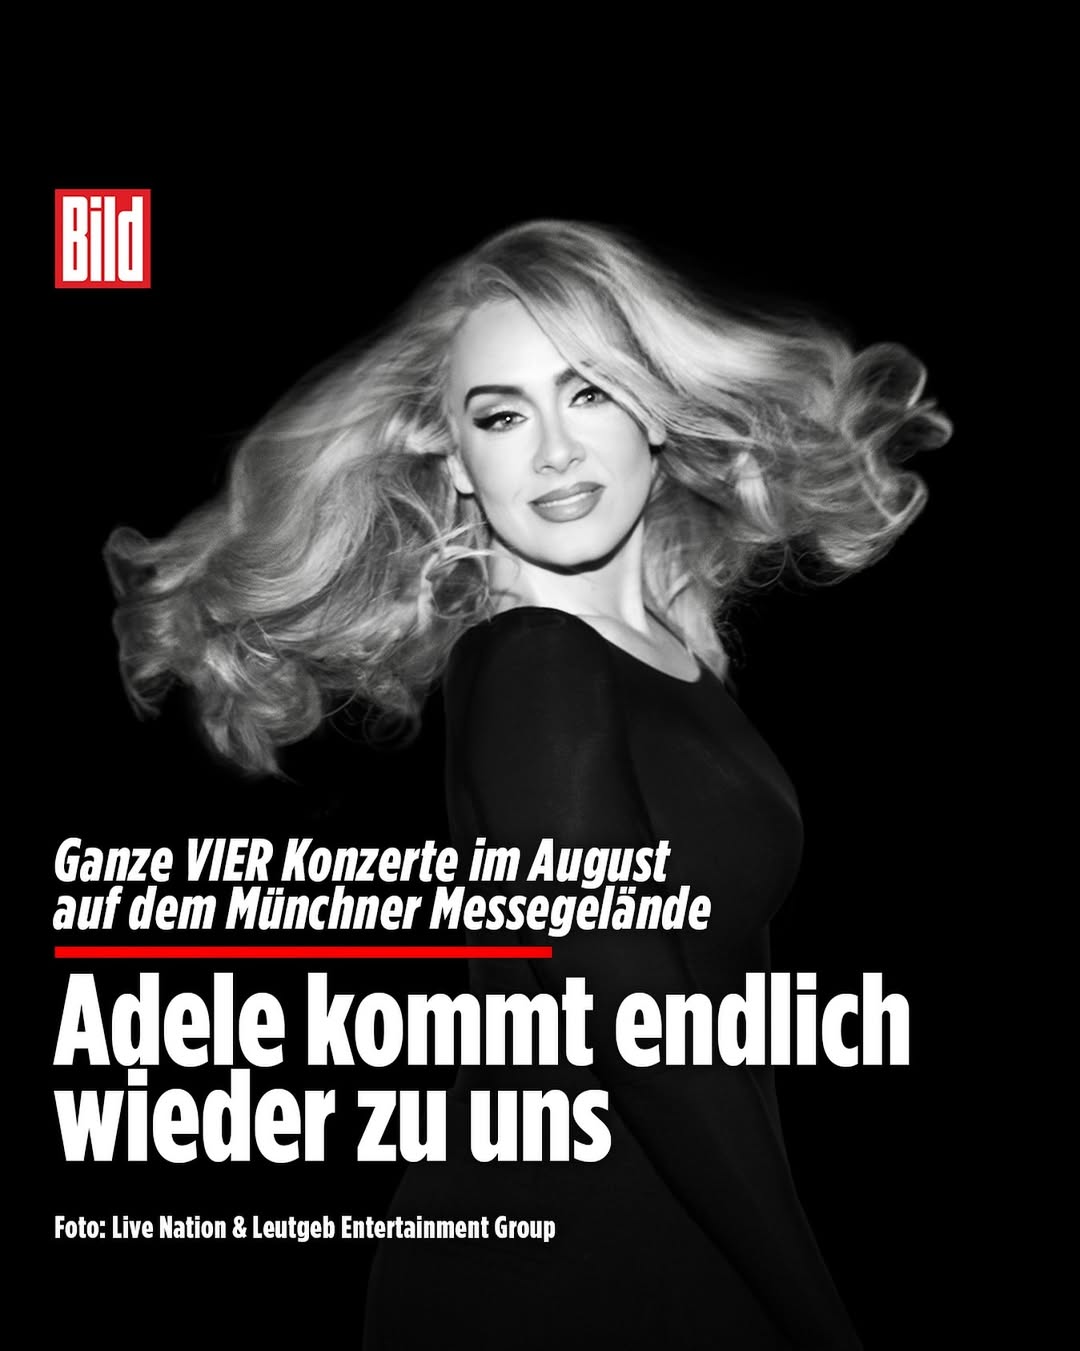 Bild
Ganze VIER Konzerte im August
auf dem Münchner Messegelände
Adele kommt endlich
wieder zu uns
Foto: Live Nation & Leutgeb Entertainment Group